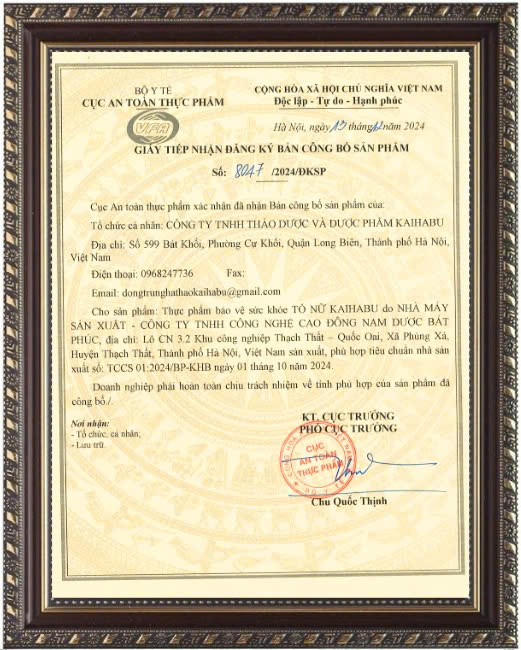 BỘ Y TẾ
CỤC AN TOÀN THỰC PHẨM
VFA
CỘNG HÒA XÃ HỘI CHỦ NGHĨA VIỆT NAM
Độc lập - Tự do - Hạnh phúc
Hà Nội, ngày 13 tháng 12 năm 2024
GIẤY TIẾP NHẬN ĐĂNG KÝ BẢN CÔNG BỐ SẢN PHẨM
Số: 8047 /2024/ĐKSP
Cục An toàn thực phẩm xác nhận đã nhận Bản công bố sản phẩm của:
Tổ chức cá nhân: CÔNG TY TNHH THẢO DƯỢC VÀ DƯỢC PHẨM KAIHABU
Địa chỉ: Số 599 Bát Khối, Phường Cự Khối, Quận Long Biên, Thành phố Hà Nội,
Việt Nam
Điện thoại: 0968247736 Fax:
Email: dongtrunghathaokaihabu@gmail.com
Cho sản phẩm: Thực phẩm bảo vệ sức khỏe TỐ NỮ KAIHABU do NHÀ MÁY
SẢN XUẤT - CÔNG TY TNHH CÔNG NGHỆ CAO ĐÔNG NAM DƯỢC BÁT
PHÚC, địa chỉ: Lô CN 3.2 Khu công nghiệp Thạch Thất – Quốc Oai, Xã Phùng Xá,
Huyện Thạch Thất, Thành phố Hà Nội, Việt Nam sản xuất, phù hợp tiêu chuẩn nhà sản
xuất số: TCCS 01:2024/BP-KHB ngày 01 tháng 10 năm 2024.
Doanh nghiệp phải hoàn toàn chịu trách nhiệm về tính phù hợp của sản phẩm đã
công bố./.
Nơi nhận:
- Tổ chức, cá nhân;
- Lưu trữ.
KT. CỤC TRƯỞNG
PHÓ CỤC TRƯỞNG
CỤC
AN TOÀN
THỰC PHẨM
Chu Quốc Thịnh